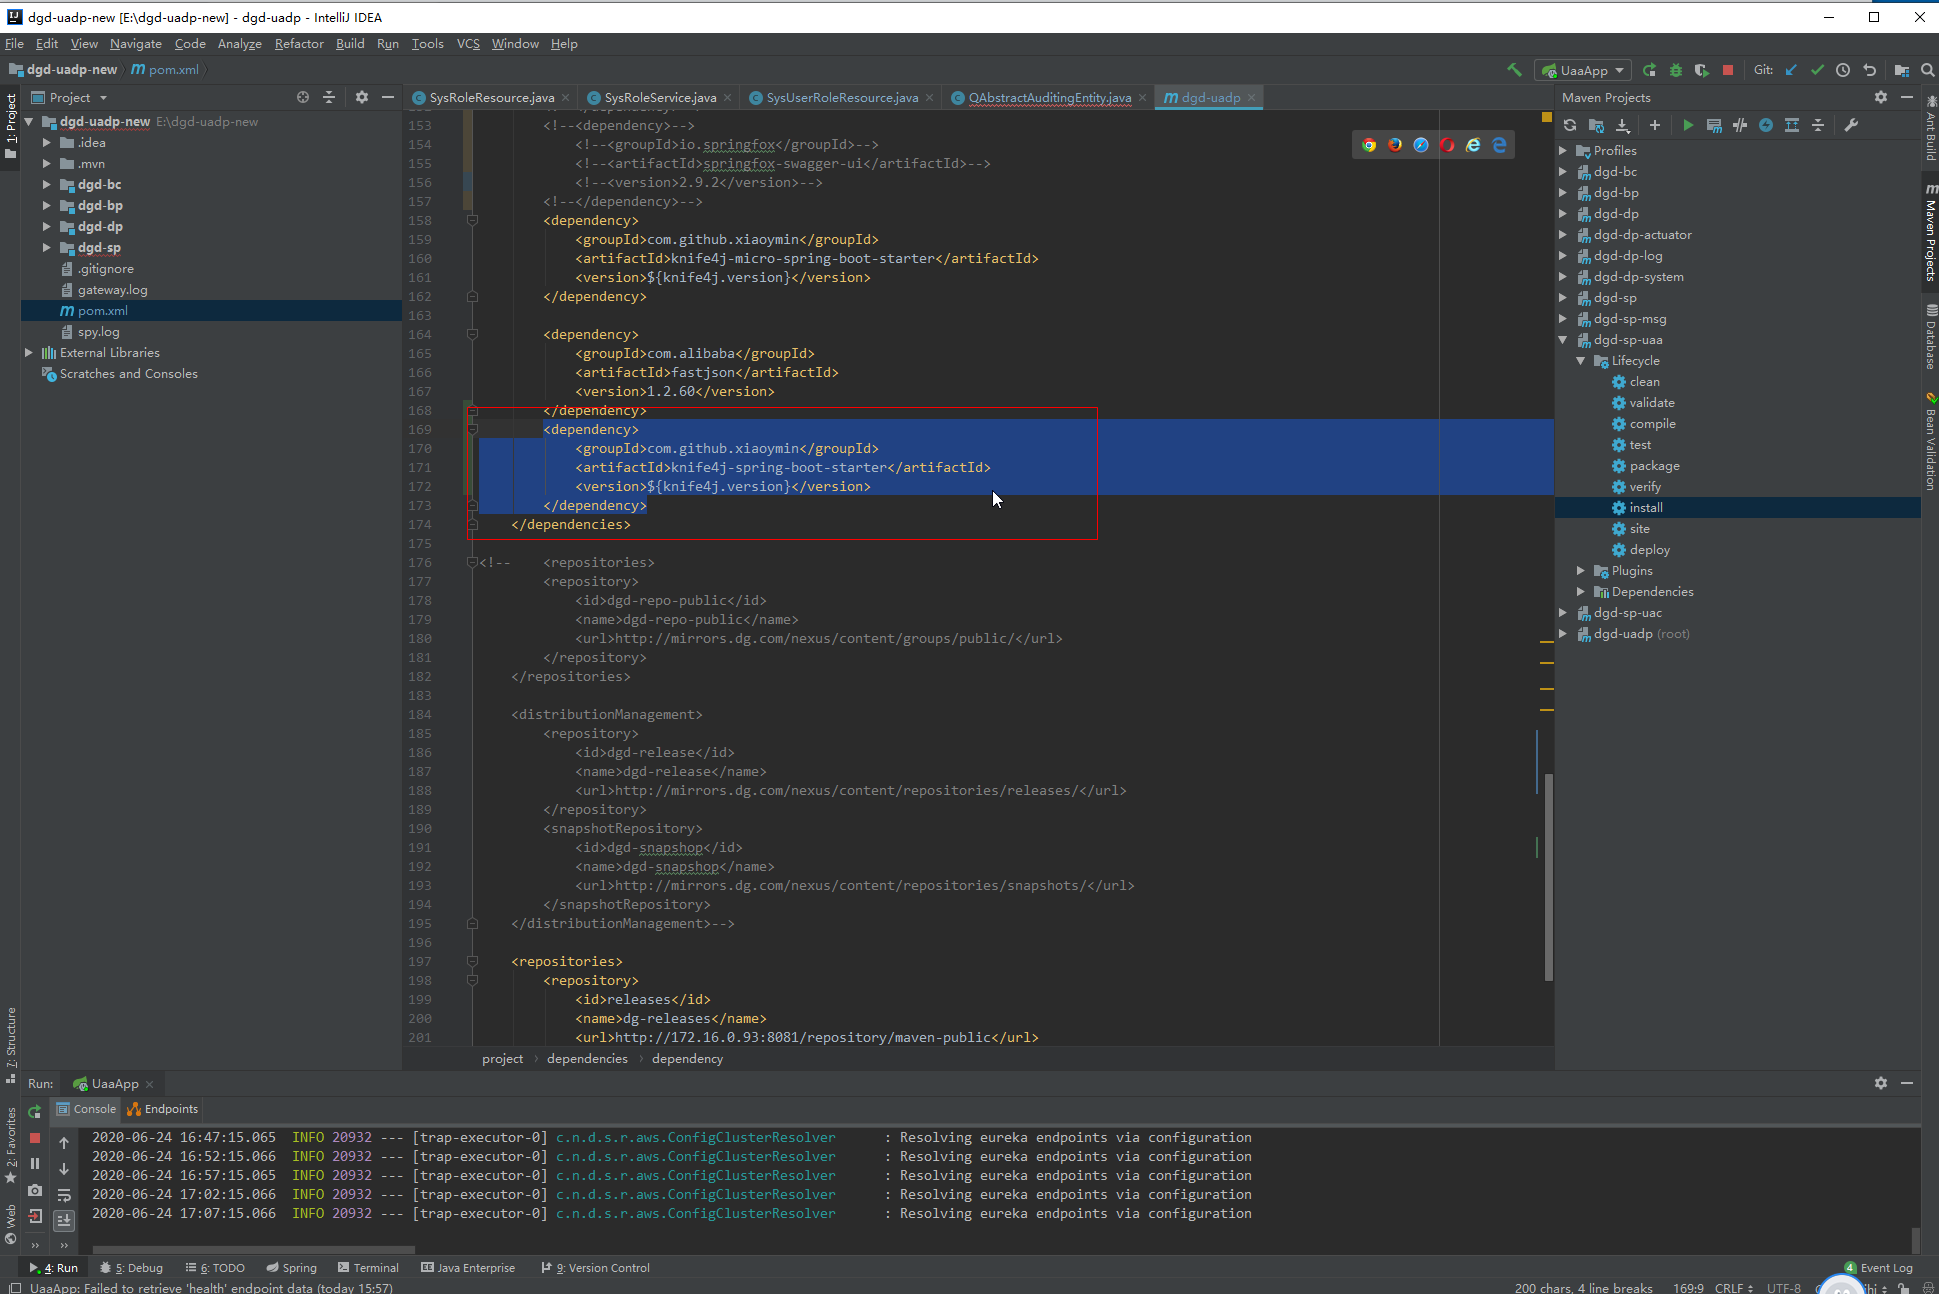 dgd-uadp-new [E:\dgd-uadp-new] - dgd-uadp - IntelliJ IDEA
File Edit View Navigate Code Analyze Refactor Build Run Tools VCS Window Help
dgd-uadp-new pom.xml
UaaApp Git:
1: Project
7: Structure
2: Favorites
Web
Project
dgd-uadp-new E:\dgd-uadp-new
.idea
.mvn
dgd-bc
dgd-bp
dgd-dp
dgd-sp
.gitignore
gateway.log
pom.xml
spy.log
External Libraries
Scratches and Consoles
SysRoleResource.java SysRoleService.java SysUserRoleResource.java QAbstractAuditingEntity.java dgd-uadp
153 <!--<dependency>-->
154 <!--<groupId>io.springfox</groupId>-->
155 <!--<artifactId>springfox-swagger-ui</artifactId>-->
156 <!--<version>2.9.2</version>-->
157 <!--</dependency>-->
158 <dependency>
159 <groupId>com.github.xiaoymin</groupId>
160 <artifactId>knife4j-micro-spring-boot-starter</artifactId>
161 <version>${knife4j.version}</version>
162 </dependency>
163
164 <dependency>
165 <groupId>com.alibaba</groupId>
166 <artifactId>fastjson</artifactId>
167 <version>1.2.60</version>
168 </dependency>
169 <dependency>
170 <groupId>com.github.xiaoymin</groupId>
171 <artifactId>knife4j-spring-boot-starter</artifactId>
172 <version>${knife4j.version}</version>
173 </dependency>
174 </dependencies>
175
176 <!-- <repositories>
177 <repository>
178 <id>dgd-repo-public</id>
179 <name>dgd-repo-public</name>
180 <url>http://mirrors.dg.com/nexus/content/groups/public/</url>
181 </repository>
182 </repositories>
183
184 <distributionManagement>
185 <repository>
186 <id>dgd-release</id>
187 <name>dgd-release</name>
188 <url>http://mirrors.dg.com/nexus/content/repositories/releases/</url>
189 </repository>
190 <snapshotRepository>
191 <id>dgd-snapshop</id>
192 <name>dgd-snapshop</name>
193 <url>http://mirrors.dg.com/nexus/content/repositories/snapshots/</url>
194 </snapshotRepository>
195 </distributionManagement>-->
196
197 <repositories>
198 <repository>
199 <id>releases</id>
200 <name>dg-releases</name>
201 <url>http://172.16.0.93:8081/repository/maven-public</url>
project dependencies dependency
Maven Projects
Profiles
dgd-bc
dgd-bp
dgd-dp
dgd-dp-actuator
dgd-dp-log
dgd-dp-system
dgd-sp
dgd-sp-msg
dgd-sp-uaa
Lifecycle
clean
validate
compile
test
package
verify
install
site
deploy
Plugins
Dependencies
dgd-sp-uac
dgd-uadp (root)
Ant Build
Maven Projects
Database
Bean Validation
Run: UaaApp
Console Endpoints
2020-06-24 16:47:15.065 INFO 20932 --- [trap-executor-0] c.n.d.s.r.aws.ConfigClusterResolver : Resolving eureka endpoints via configuration
2020-06-24 16:52:15.066 INFO 20932 --- [trap-executor-0] c.n.d.s.r.aws.ConfigClusterResolver : Resolving eureka endpoints via configuration
2020-06-24 16:57:15.066 INFO 20932 --- [trap-executor-0] c.n.d.s.r.aws.ConfigClusterResolver : Resolving eureka endpoints via configuration
2020-06-24 17:02:15.066 INFO 20932 --- [trap-executor-0] c.n.d.s.r.aws.ConfigClusterResolver : Resolving eureka endpoints via configuration
2020-06-24 17:07:15.066 INFO 20932 --- [trap-executor-0] c.n.d.s.r.aws.ConfigClusterResolver : Resolving eureka endpoints via configuration
4: Run 5: Debug 6: TODO Spring Terminal Java Enterprise 9: Version Control 4 Event Log
UaaApp: Failed to retrieve 'health' endpoint data (today 15:57) 200 chars, 4 line breaks 169:9 CRLF UTF-8